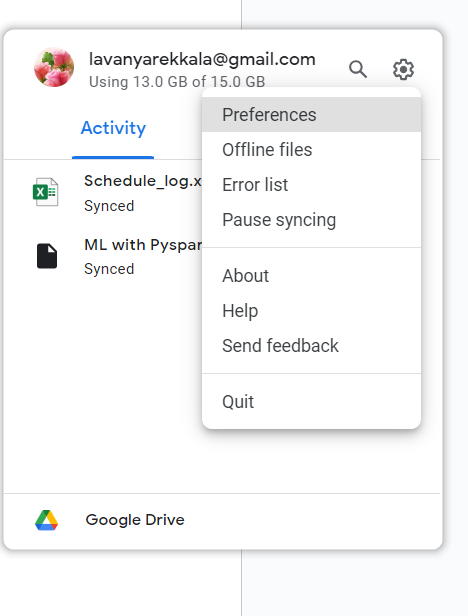 lavanyarekkala@gmail.com
Using 13.0 GB of 15.0 GB
Activity
Preferences
Offline files
Error list
Pause syncing
About
Help
Send feedback
Quit
Schedule_log.x
Synced
ML with Pyspar
Synced
Google Drive